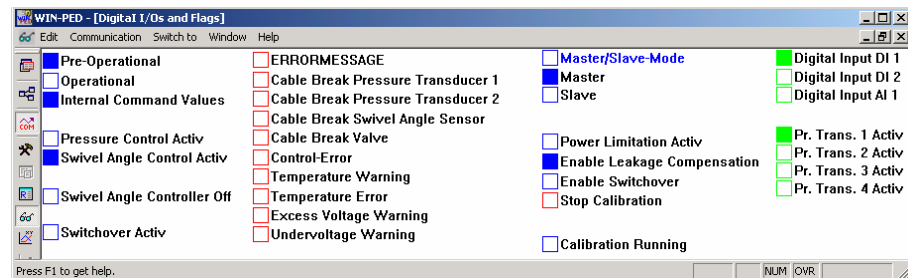 WIN-PED - [Digital I/Os and Flags]
Edit Communication Switch to Window Help
Pre-Operational
Operational
Internal Command Values
Pressure Control Activ
Swivel Angle Control Activ
Swivel Angle Controller Off
Switchover Activ
ERRORMESSAGE
Cable Break Pressure Transducer 1
Cable Break Pressure Transducer 2
Cable Break Swivel Angle Sensor
Cable Break Valve
Control-Error
Temperature Warning
Temperature Error
Excess Voltage Warning
Undervoltage Warning
Master/Slave-Mode
Master
Slave
Power Limitation Activ
Enable Leakage Compensation
Enable Switchover
Stop Calibration
Calibration Running
Digital Input DI 1
Digital Input DI 2
Digital Input AI 1
Pr. Trans. 1 Activ
Pr. Trans. 2 Activ
Pr. Trans. 3 Activ
Pr. Trans. 4 Activ
COM
R
XY
Press F1 to get help.
NUM OVR